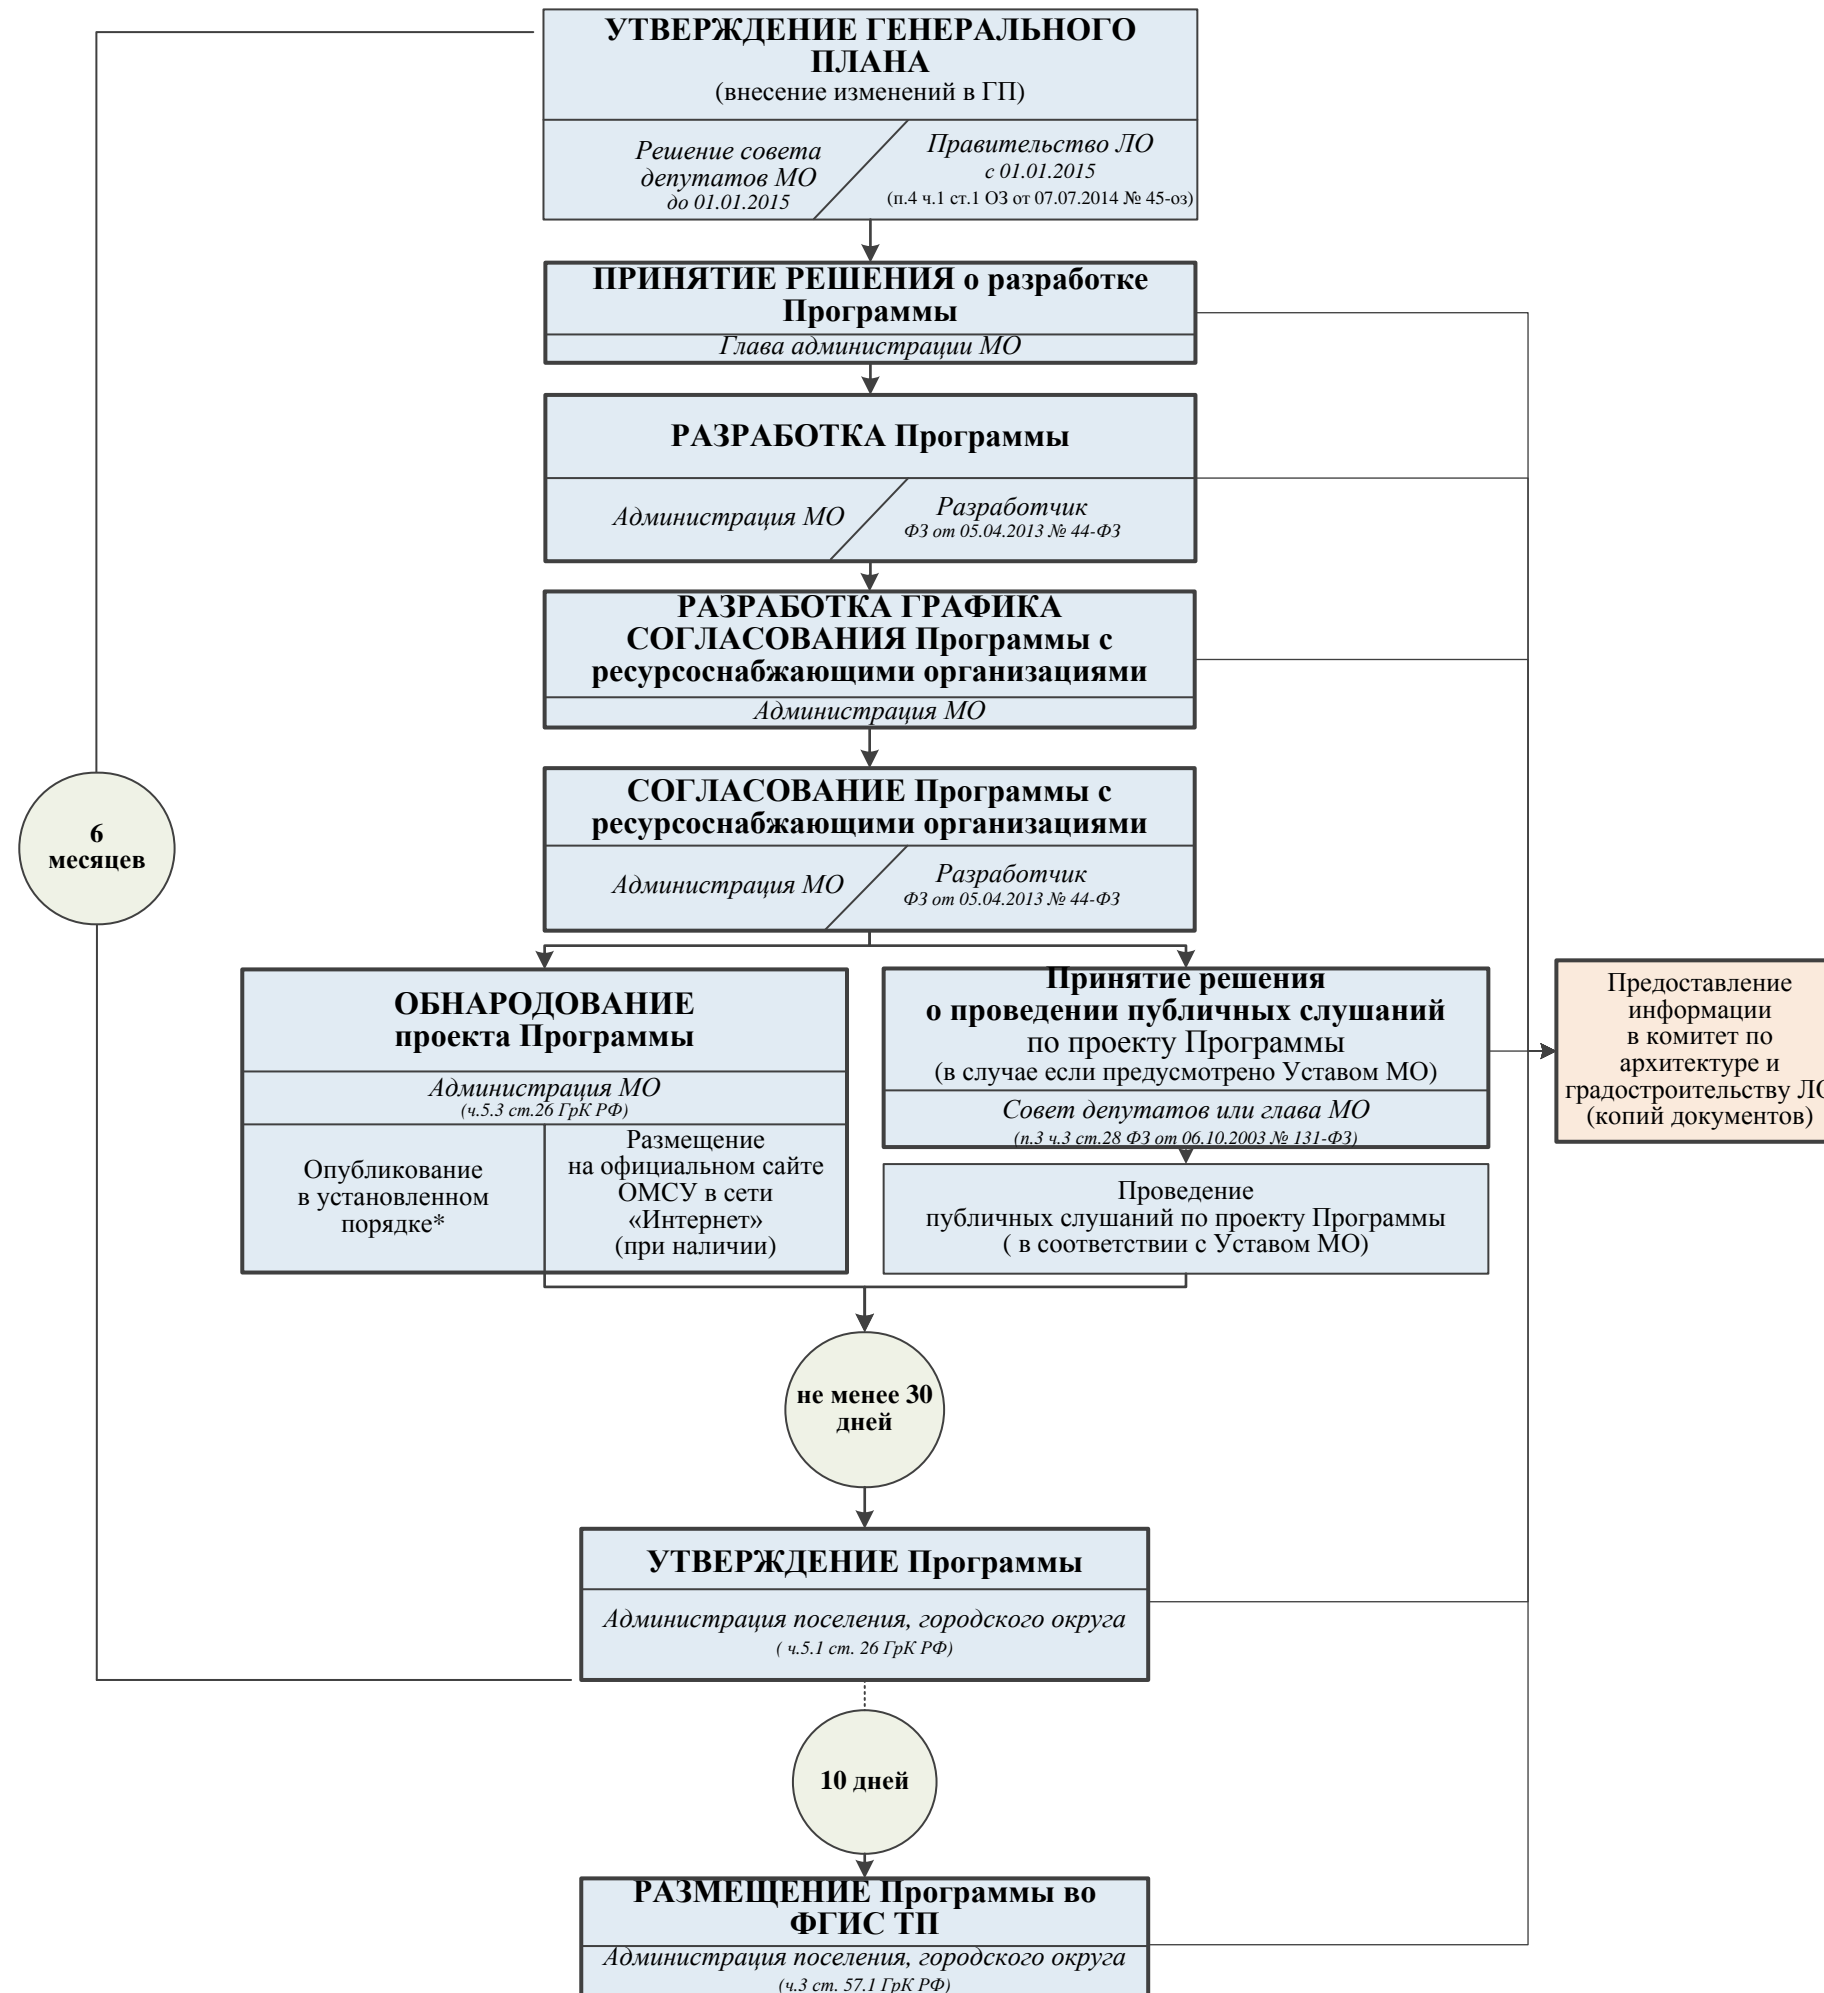 УТВЕРЖДЕНИЕ ГЕНЕРАЛЬНОГО
ПЛАНА
(внесение изменений в ГП)
Решение совета
депутатов МО
до 01.01.2015
Правительство ЛО
с 01.01.2015
(п.4 ч.1 ст.1 ОЗ от 07.07.2014 № 45-оз)
ПРИНЯТИЕ РЕШЕНИЯ о разработке
Программы
Глава администрации МО
РАЗРАБОТКА Программы
Администрация МО
Разработчик
ФЗ от 05.04.2013 № 44-ФЗ
РАЗРАБОТКА ГРАФИКА
СОГЛАСОВАНИЯ Программы с
ресурсоснабжающими организациями
Администрация МО
6
месяцев
СОГЛАСОВАНИЕ Программы с
ресурсоснабжающими организациями
Администрация МО
Разработчик
ФЗ от 05.04.2013 № 44-ФЗ
ОБНАРОДОВАНИЕ
проекта Программы
Администрация МО
(ч.5.3 ст.26 ГрК РФ)
Опубликование
в установленном
порядке*
Размещение
на официальном сайте
ОМСУ в сети
«Интернет»
(при наличии)
Принятие решения
о проведении публичных слушаний
по проекту Программы
(в случае если предусмотрено Уставом МО)
Совет депутатов или глава МО
(п.3 ч.3 ст.28 ФЗ от 06.10.2003 № 131-ФЗ)
Проведение
публичных слушаний по проекту Программы
( в соответствии с Уставом МО)
Предоставление
информации
в комитет по
архитектуре и
градостроительству ЛО
(копий документов)
не менее 30
дней
УТВЕРЖДЕНИЕ Программы
Администрация поселения, городского округа
( ч.5.1 ст. 26 ГрК РФ)
10 дней
РАЗМЕЩЕНИЕ Программы во
ФГИС ТП
Администрация поселения, городского округа
(ч.3 ст. 57.1 ГрК РФ)